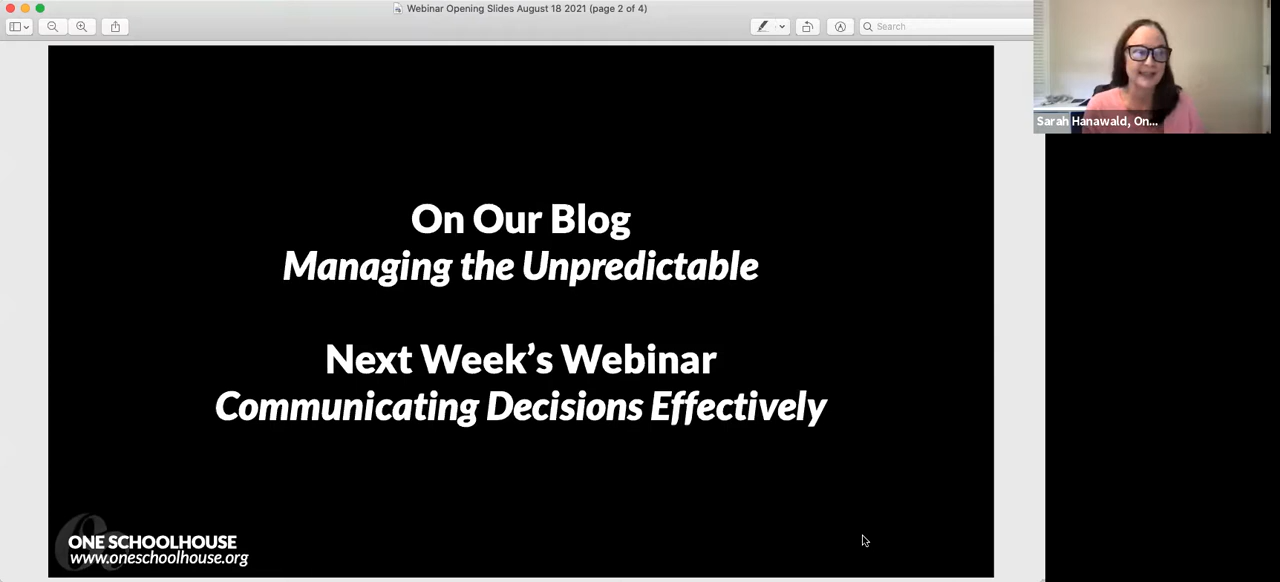 Webinar Opening Slides August 18 2021 (page 2 of 4)
Search
Sarah Hanawald, On...
On Our Blog
Managing the Unpredictable
Next Week's Webinar
Communicating Decisions Effectively
ONE SCHOOLHOUSE
www.oneschoolhouse.org